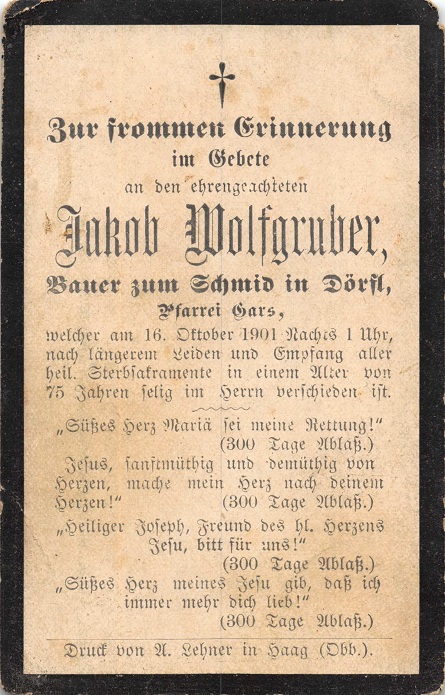 Zur frommen Erinnerung
im Gebete
an den ehrengeachteten
Jakob Wolfgruber,
Bauer zum Schmid in Dörfl,
Pfarrei Gars,
welcher am 16. Oktober 1901 Nachts 1 Uhr,
nach längerem Leiden und Empfang aller
heil. Sterbsakramente in einem Alter von
75 Jahren selig im Herrn verschieden ist.
„Süßes Herz Mariä sei meine Rettung!"
(300 Tage Ablaß.)
Jesus, sanftmüthig und demüthig von
Herzen, mache mein Herz nach deinem
Herzen!" (300 Tage Ablaß.)
„Heiliger Joseph, Freund des hl. Herzens
Jesu, bitt für uns!"
(300 Tage Ablaß.)
„Süßes Herz meines Jesu gib, daß ich
immer mehr dich lieb!"
(300 Tage Ablaß.)
Druck von A. Lehner in Haag (Obb.).